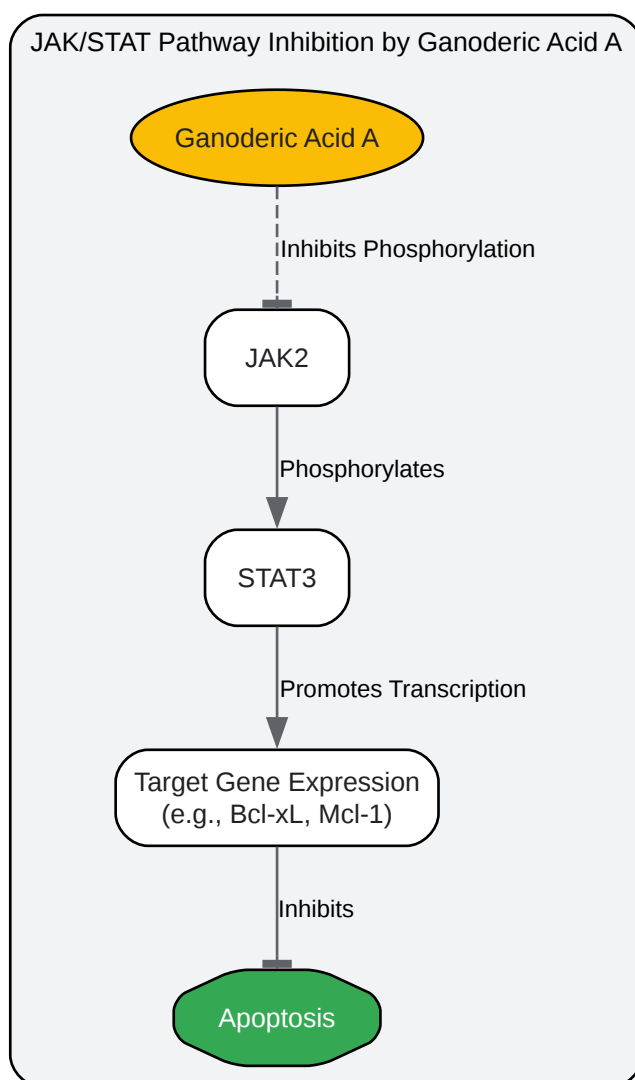 JAK/STAT Pathway Inhibition by Ganoderic Acid A
Ganoderic Acid A
Inhibits Phosphorylation
JAK2
Phosphorylates
STAT3
Promotes Transcription
Target Gene Expression
(e.g., Bcl-xL, Mcl-1)
Inhibits
Apoptosis